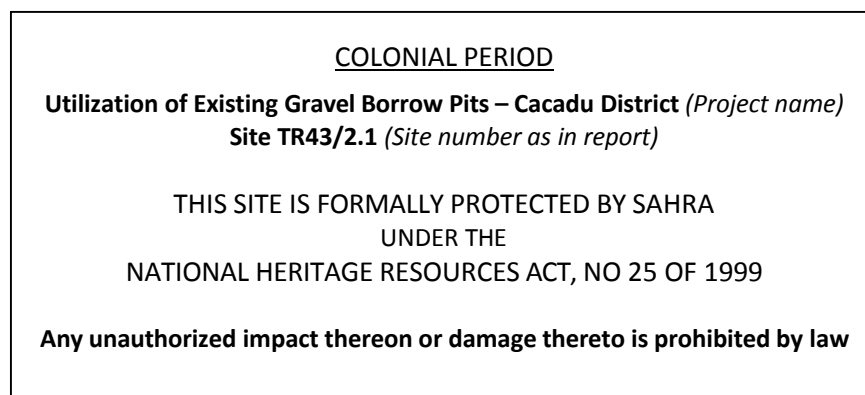 COLONIAL PERIOD
Utilization of Existing Gravel Borrow Pits – Cacadu District (Project name)
Site TR43/2.1 (Site number as in report)
THIS SITE IS FORMALLY PROTECTED BY SAHRA
UNDER THE
NATIONAL HERITAGE RESOURCES ACT, NO 25 OF 1999
Any unauthorized impact thereon or damage thereto is prohibited by law